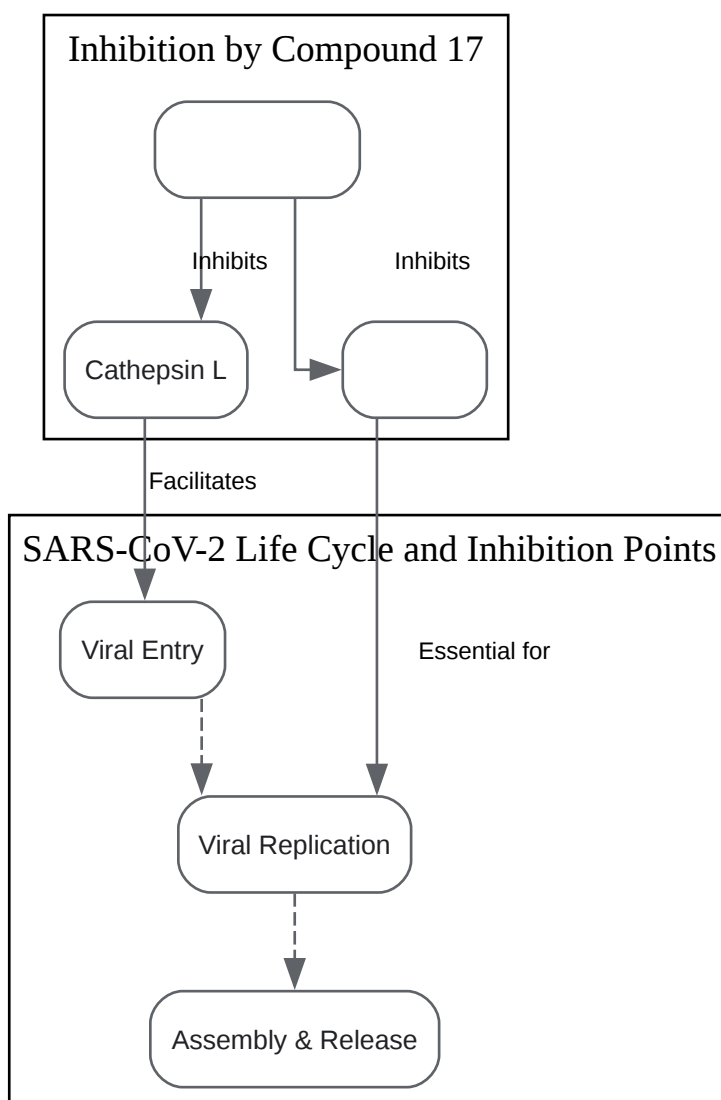 Inhibition by Compound 17
Inhibits
Inhibits
Cathepsin L
Facilitates
SARS-CoV-2 Life Cycle and Inhibition Points
Viral Entry
Essential for
Viral Replication
Assembly & Release